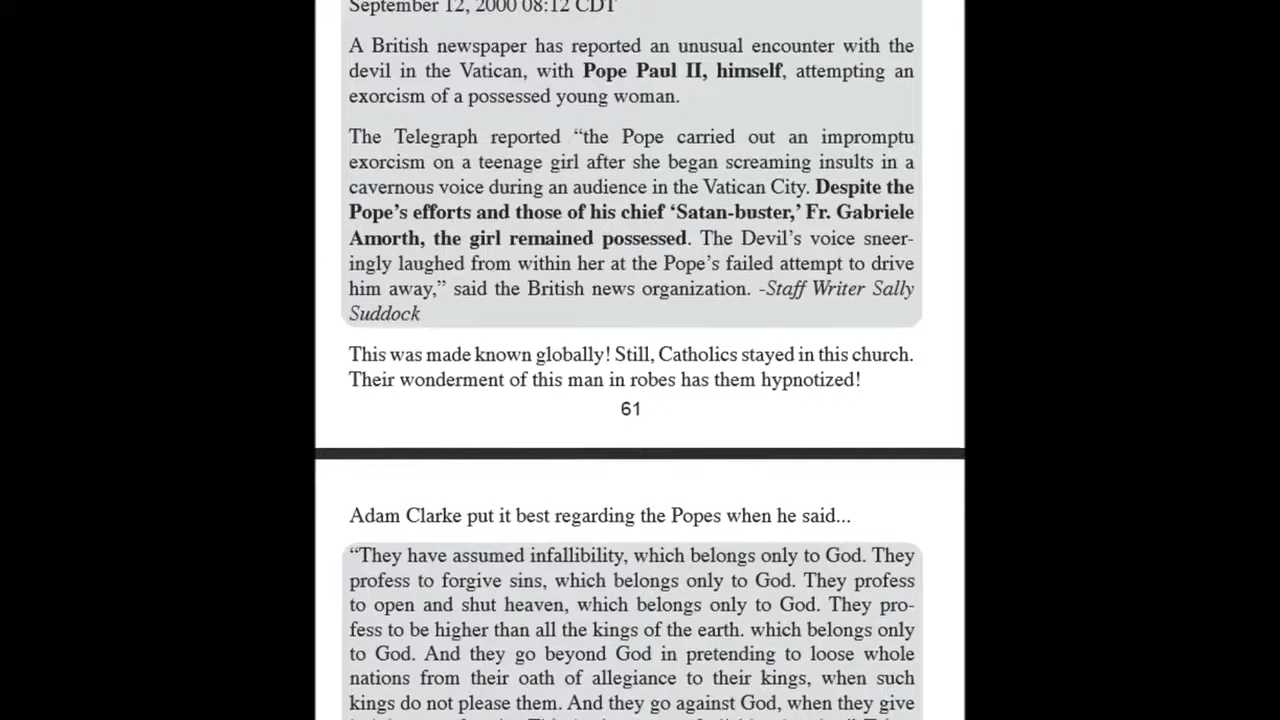 September 12, 2000 08:12 CDT
A British newspaper has reported an unusual encounter with the
devil in the Vatican, with Pope Paul II, himself, attempting an
exorcism of a possessed young woman.
The Telegraph reported “the Pope carried out an impromptu
exorcism on a teenage girl after she began screaming insults in a
cavernous voice during an audience in the Vatican City. Despite the
Pope’s efforts and those of his chief ‘Satan-buster,’ Fr. Gabriele
Amorth, the girl remained possessed. The Devil’s voice sneer-
ingly laughed from within her at the Pope’s failed attempt to drive
him away,” said the British news organization. -Staff Writer Sally
Suddock
This was made known globally! Still, Catholics stayed in this church.
Their wonderment of this man in robes has them hypnotized!
61
Adam Clarke put it best regarding the Popes when he said...
“They have assumed infallibility, which belongs only to God. They
profess to forgive sins, which belongs only to God. They profess
to open and shut heaven, which belongs only to God. They pro-
fess to be higher than all the kings of the earth. which belongs only
to God. And they go beyond God in pretending to loose whole
nations from their oath of allegiance to their kings, when such
kings do not please them. And they go against God, when they give